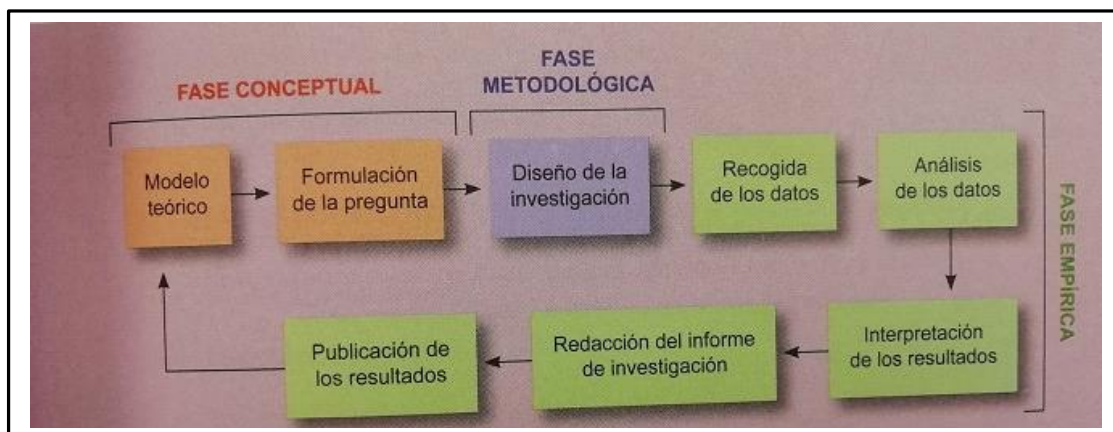 FASE CONCEPTUAL
FASE
METODOLÓGICA
Modelo
teórico
Formulación
de la pregunta
Diseño de la
investigación
Recogida
de los datos
Análisis
de los datos
FASE EMPÍRICA
Interpretación
de los resultados
Redacción del informe
de investigación
Publicación de
los resultados